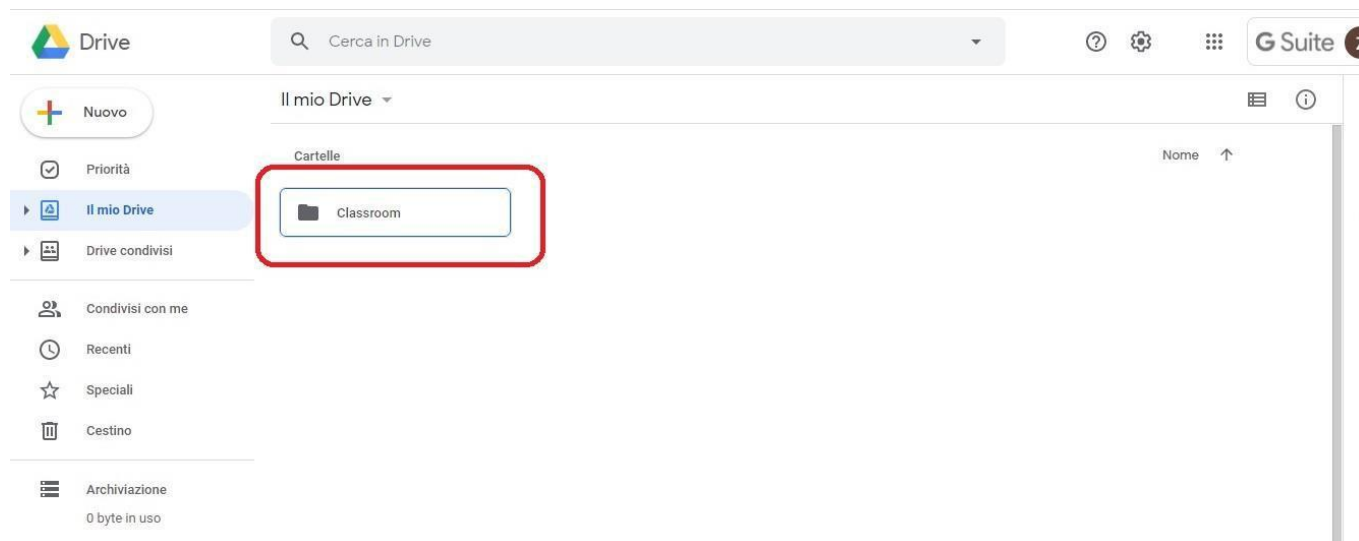 Drive
Cerca in Drive
G Suite
Nuovo
Il mio Drive
Priorità
Cartelle
Nome
Il mio Drive
Classroom
Drive condivisi
Condivisi con me
Recenti
Speciali
Cestino
Archiviazione
0 byte in uso